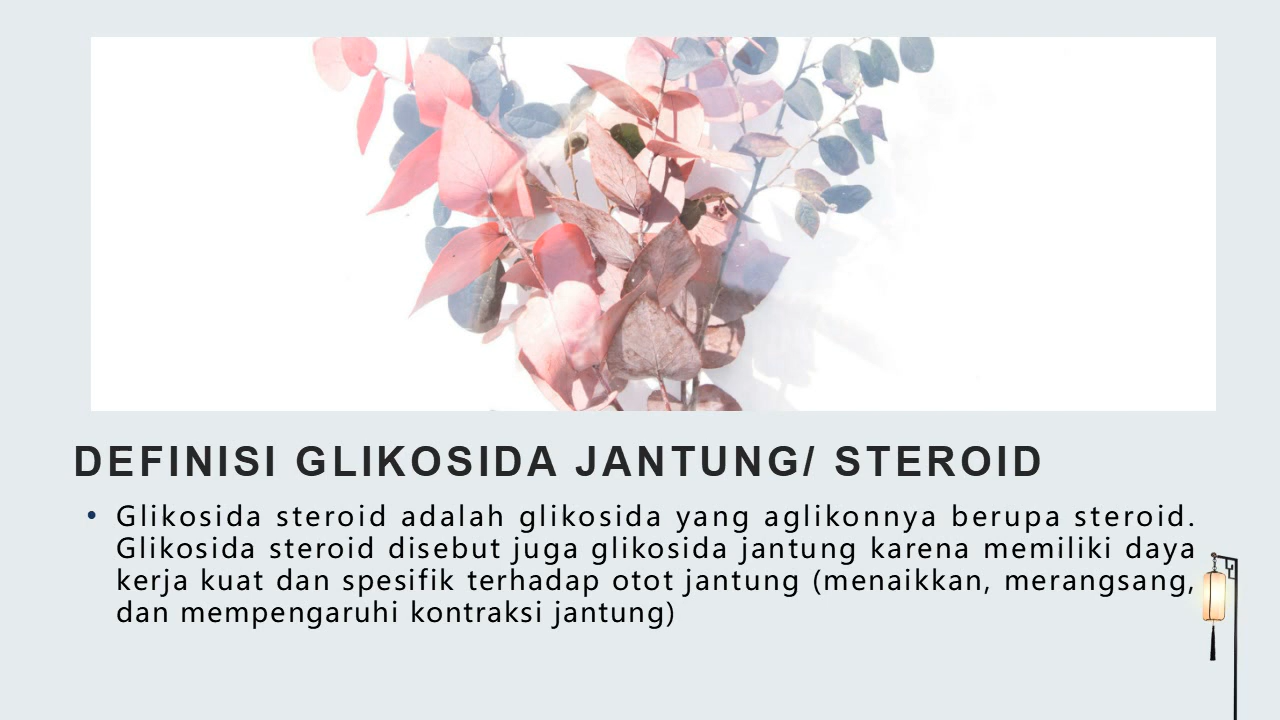 DEFINISI GLIKOSIDA JANTUNG/ STEROID
• Glikosida steroid adalah glikosida yang aglikonnya berupa steroid.
Glikosida steroid disebut juga glikosida jantung karena memiliki daya
kerja kuat dan spesifik terhadap otot jantung (menaikkan, merangsang,
dan mempengaruhi kontraksi jantung)